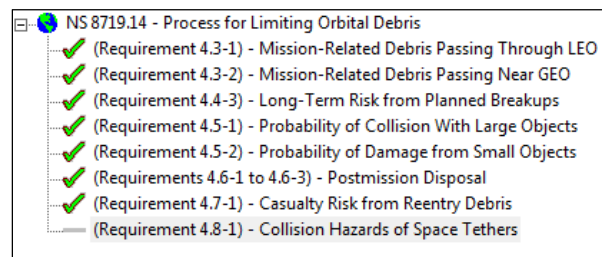 NS 8719.14 - Process for Limiting Orbital Debris
(Requirement 4.3-1) - Mission-Related Debris Passing Through LEO
(Requirement 4.3-2) - Mission-Related Debris Passing Near GEO
(Requirement 4.4-3) - Long-Term Risk from Planned Breakups
(Requirement 4.5-1) - Probability of Collision With Large Objects
(Requirement 4.5-2) - Probability of Damage from Small Objects
(Requirements 4.6-1 to 4.6-3) - Postmission Disposal
(Requirement 4.7-1) - Casualty Risk from Reentry Debris
(Requirement 4.8-1) - Collision Hazards of Space Tethers